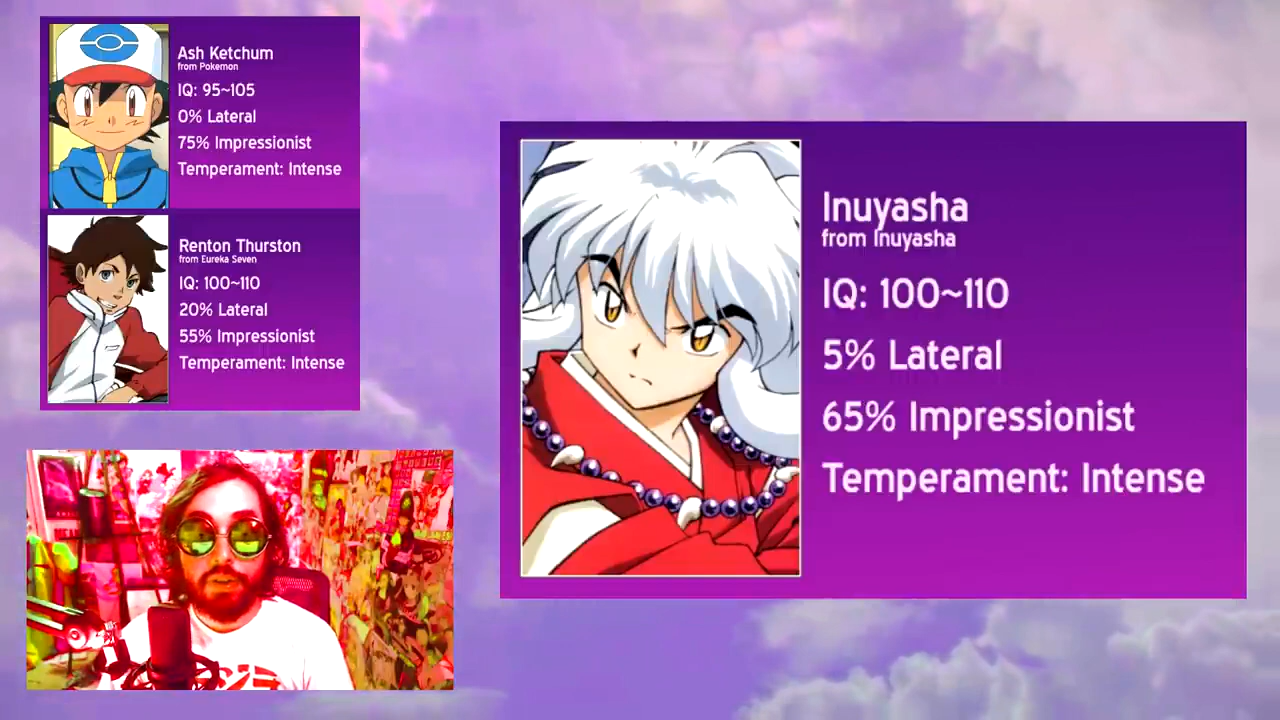 Ash Ketchum
from Pokemon
IQ: 95~105
0% Lateral
75% Impressionist
Temperament: Intense
Renton Thurston
from Eureka Seven
IQ: 100~110
20% Lateral
55% Impressionist
Temperament: Intense
Inuyasha
from Inuyasha
IQ: 100~110
5% Lateral
65% Impressionist
Temperament: Intense